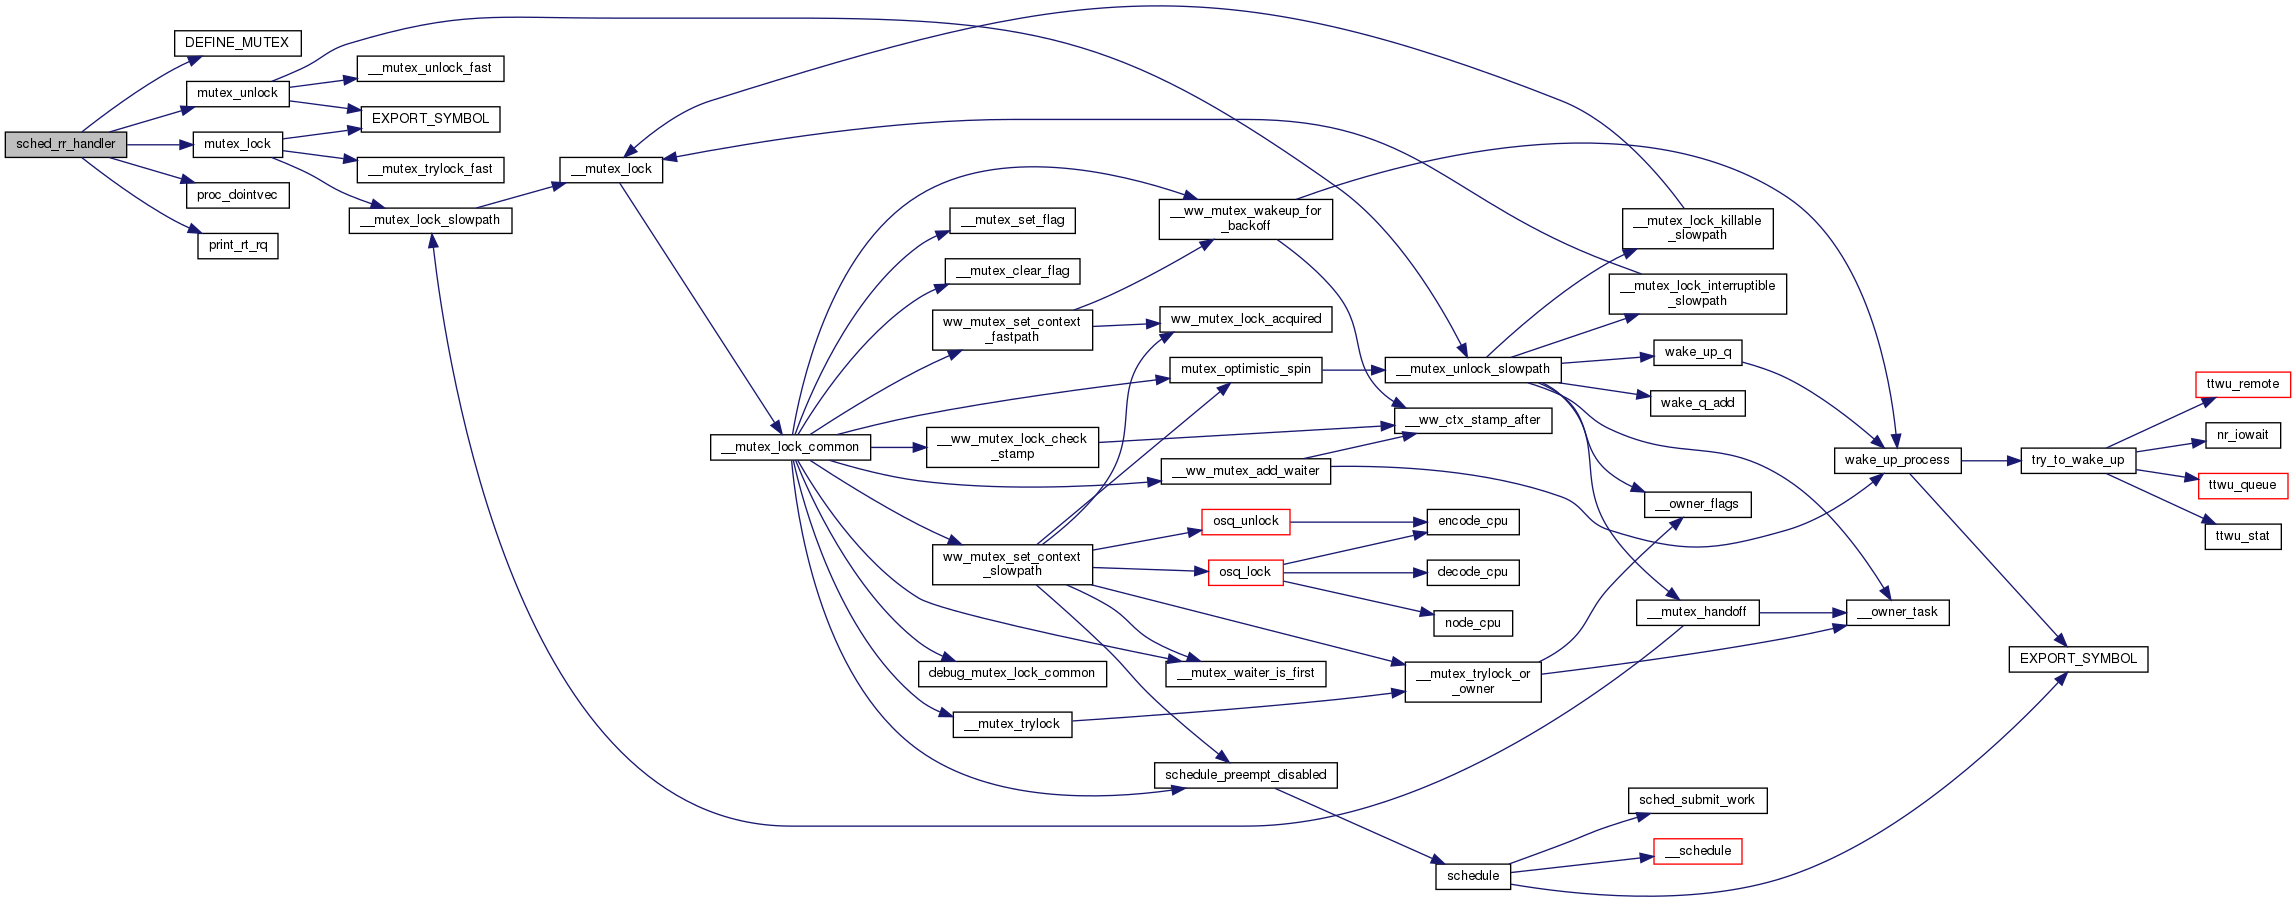 DEFINE_MUTEX
__mutex_unlock_fast
mutex_unlock
EXPORT_SYMBOL
sched_rr_handler
mutex_lock
__mutex_trylock_fast
proc_dointvec
__mutex_lock_slowpath
print_rt_rq
__mutex_lock
__mutex_lock_common
__mutex_set_flag
__mutex_clear_flag
ww_mutex_set_context
_fastpath
__ww_mutex_lock_check
_stamp
ww_mutex_set_context
_slowpath
debug_mutex_lock_common
__mutex_trylock
__ww_mutex_wakeup_for
_backoff
ww_mutex_lock_acquired
mutex_optimistic_spin
__ww_mutex_add_waiter
osq_unlock
osq_lock
__mutex_waiter_is_first
schedule_preempt_disabled
__mutex_unlock_slowpath
__ww_ctx_stamp_after
encode_cpu
decode_cpu
node_cpu
__mutex_trylock_or
_owner
schedule
__mutex_lock_killable
_slowpath
__mutex_lock_interruptible
_slowpath
wake_up_q
wake_q_add
__owner_flags
__mutex_handoff
sched_submit_work
__schedule
wake_up_process
__owner_task
try_to_wake_up
EXPORT_SYMBOL
ttwu_remote
nr_iowait
ttwu_queue
ttwu_stat